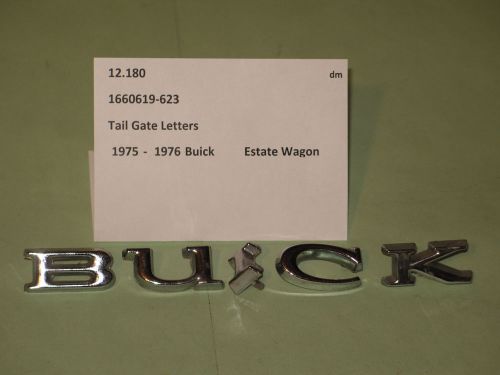 12.180 dm
1660619-623
Tail Gate Letters
1975 - 1976 Buick Estate Wagon
BUICK